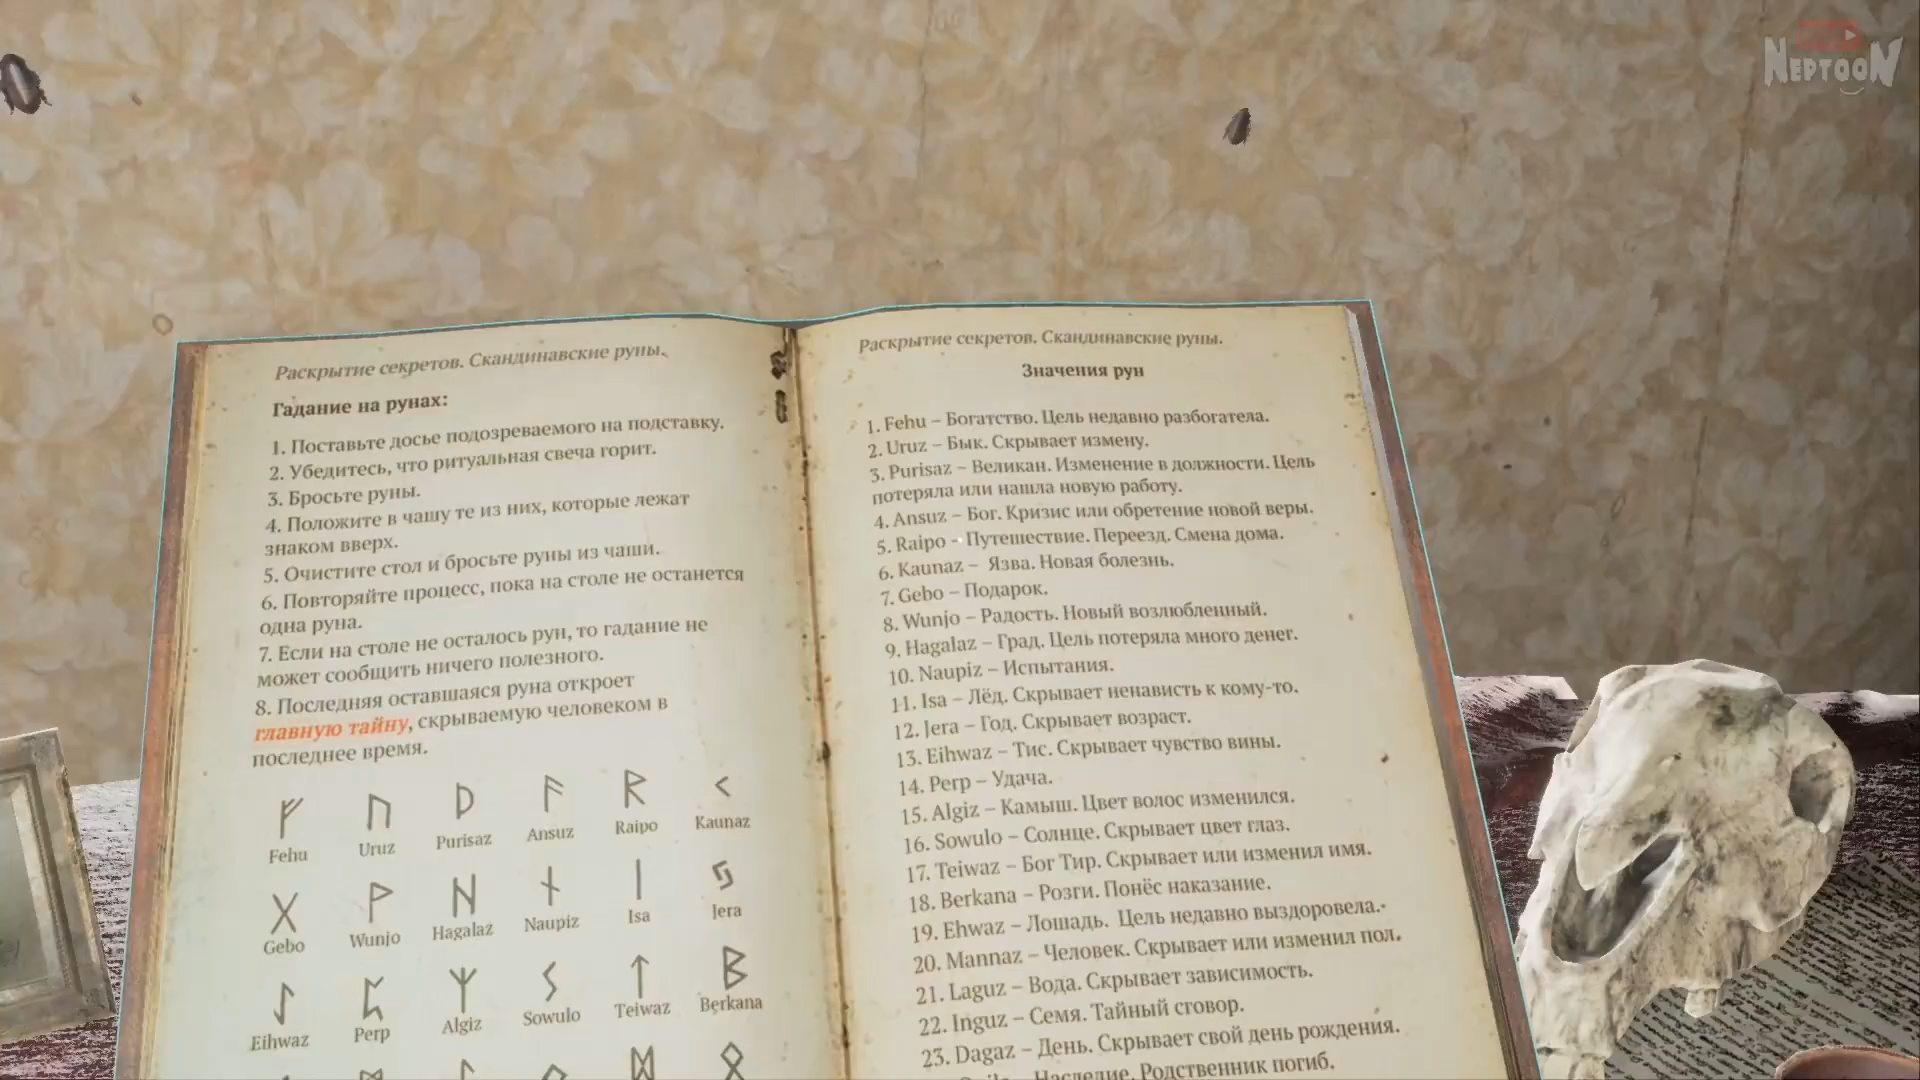 NEPTOON
Раскрытие секретов. Скандинавские руны.
Гадание на рунах:
1. Поставьте досье подозреваемого на подставку.
2. Убедитесь, что ритуальная свеча горит.
3. Бросьте руны.
4. Положите в чашу те из них, которые лежат
знаком вверх.
5. Очистите стол и бросьте руны из чаши.
6. Повторяйте процесс, пока на столе не останется
одна руна.
7. Если на столе не осталось рун, то гадание не
может сообщить ничего полезного.
8. Последняя оставшаяся руна откроет
главную тайну, скрываемую человеком в
последнее время.
Fehu Uruz Purisaz Ansuz Raipo Kaunaz
Gebo Wunjo Hagalaz Naupiz Isa Jera
Eihwaz Perp Algiz Sowulo Teiwaz Berkana
Раскрытие секретов. Скандинавские руны.
Значения рун
1. Fehu – Богатство. Цель недавно разбогатела.
2. Uruz – Бык. Скрывает измену.
3. Purisaz – Великан. Изменение в должности. Цель
потеряла или нашла новую работу.
4. Ansuz – Бог. Кризис или обретение новой веры.
5. Raipo - Путешествие. Переезд. Смена дома.
6. Kaunaz – Язва. Новая болезнь.
7. Gebo – Подарок.
8. Wunjo – Радость. Новый возлюбленный.
9. Hagalaz – Град. Цель потеряла много денег.
10. Naupiz – Испытания.
11. Isa – Лёд. Скрывает ненависть к кому-то.
12. Jera – Год. Скрывает возраст.
13. Eihwaz – Тис. Скрывает чувство вины.
14. Perp – Удача.
15. Algiz – Камыш. Цвет волос изменился.
16. Sowulo – Солнце. Скрывает цвет глаз.
17. Teiwaz – Бог Тир. Скрывает или изменил имя.
18. Berkana – Розги. Понёс наказание.
19. Ehwaz – Лошадь. Цель недавно выздоровела.
20. Mannaz – Человек. Скрывает или изменил пол.
21. Laguz – Вода. Скрывает зависимость.
22. Inguz – Семя. Тайный сговор.
23. Dagaz – День. Скрывает свой день рождения.
Наследие. Родственник погиб.